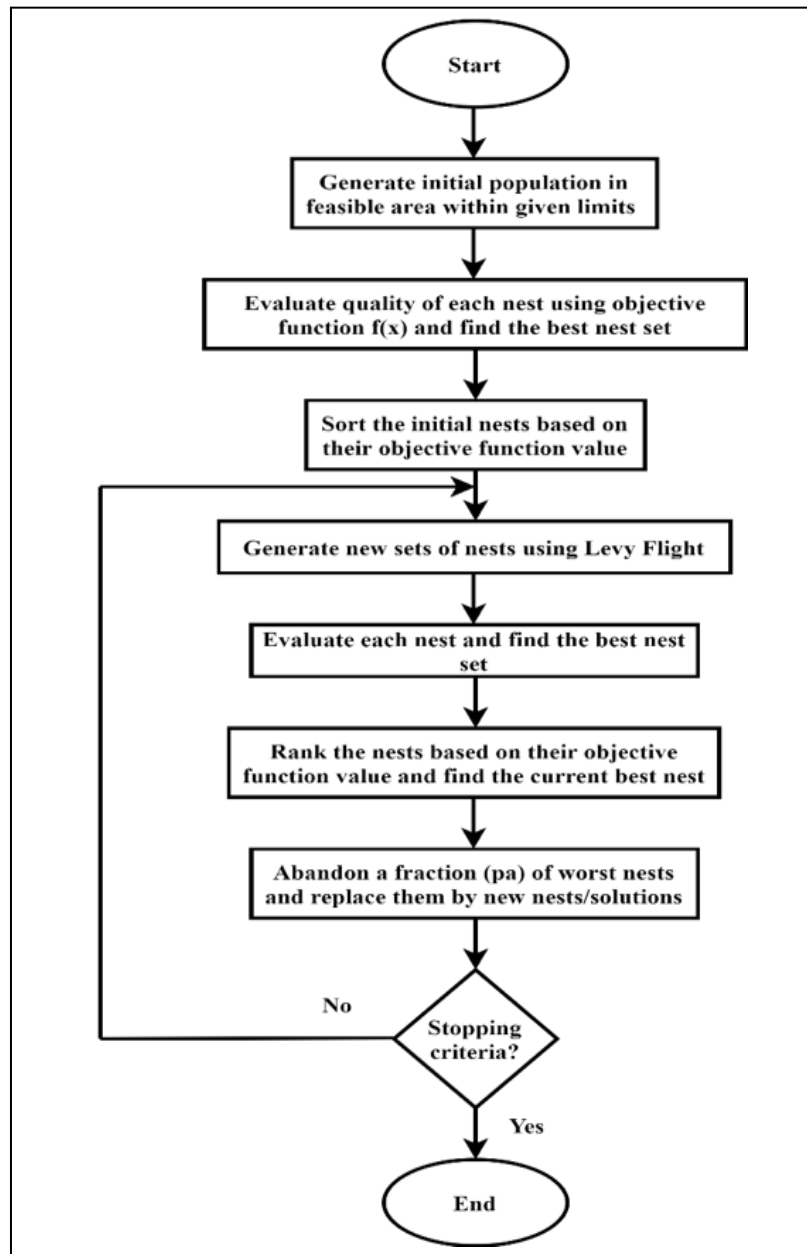 Start
Generate initial population in
feasible area within given limits
Evaluate quality of each nest using objective
function f(x) and find the best nest set
Sort the initial nests based on
their objective function value
Generate new sets of nests using Levy Flight
Evaluate each nest and find the best nest
set
Rank the nests based on their objective
function value and find the current best nest
Abandon a fraction (pa) of worst nests
and replace them by new nests/solutions
No
Stopping
criteria?
Yes
End